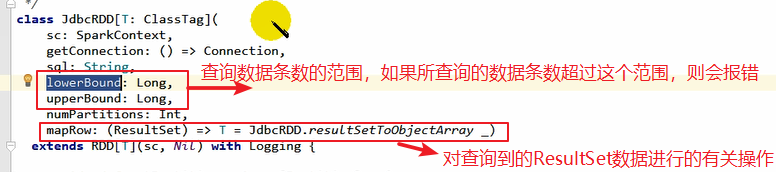 class JdbcRDD[T: ClassTag](
sc: SparkContext,
getConnection: () => Connection,
sql: String,
lowerBound: Long,
查询数据条数的范围，如果所查询的数据条数超过这个范围，则会报错
upperBound: Long,
numPartitions: Int,
mapRow: (ResultSet) => T = JdbcRDD.resultSetToObjectArray _)
extends RDD[T](sc, Nil) with Logging {
对查询到的ResultSet数据进行的有关操作